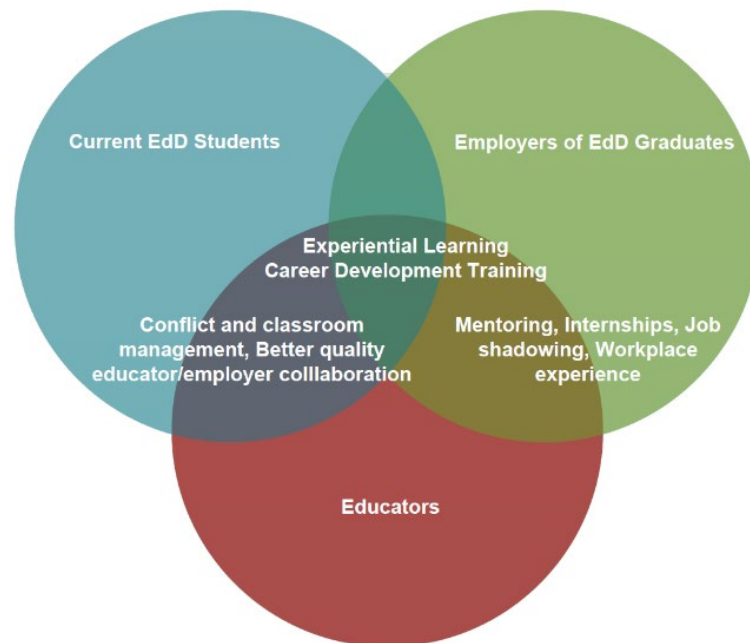 Current EdD Students
Employers of EdD Graduates
Experiential Learning
Career Development Training
Conflict and classroom
management, Better quality
educator/employer colllaboration
Mentoring, Internships, Job
shadowing, Workplace
experience
Educators